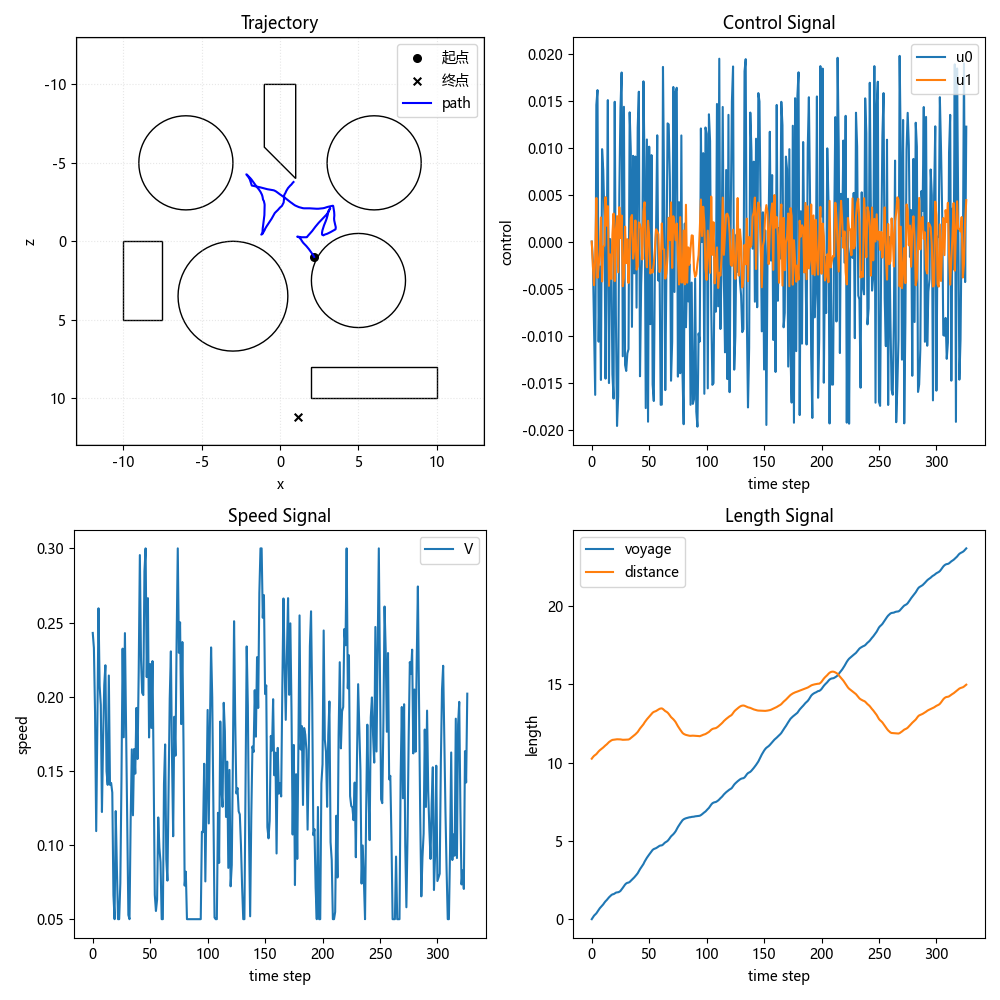 Trajectory
起点
终点
path
-10
-5
0
5
10
z
-10
-5
0
5
10
x
Control Signal
u0
u1
0.020
0.015
0.010
0.005
0.000
-0.005
-0.010
-0.015
-0.020
control
0
50
100
150
200
250
300
time step
Speed Signal
V
0.30
0.25
0.20
0.15
0.10
0.05
speed
0
50
100
150
200
250
300
time step
Length Signal
voyage
distance
20
15
10
5
0
length
0
50
100
150
200
250
300
time step